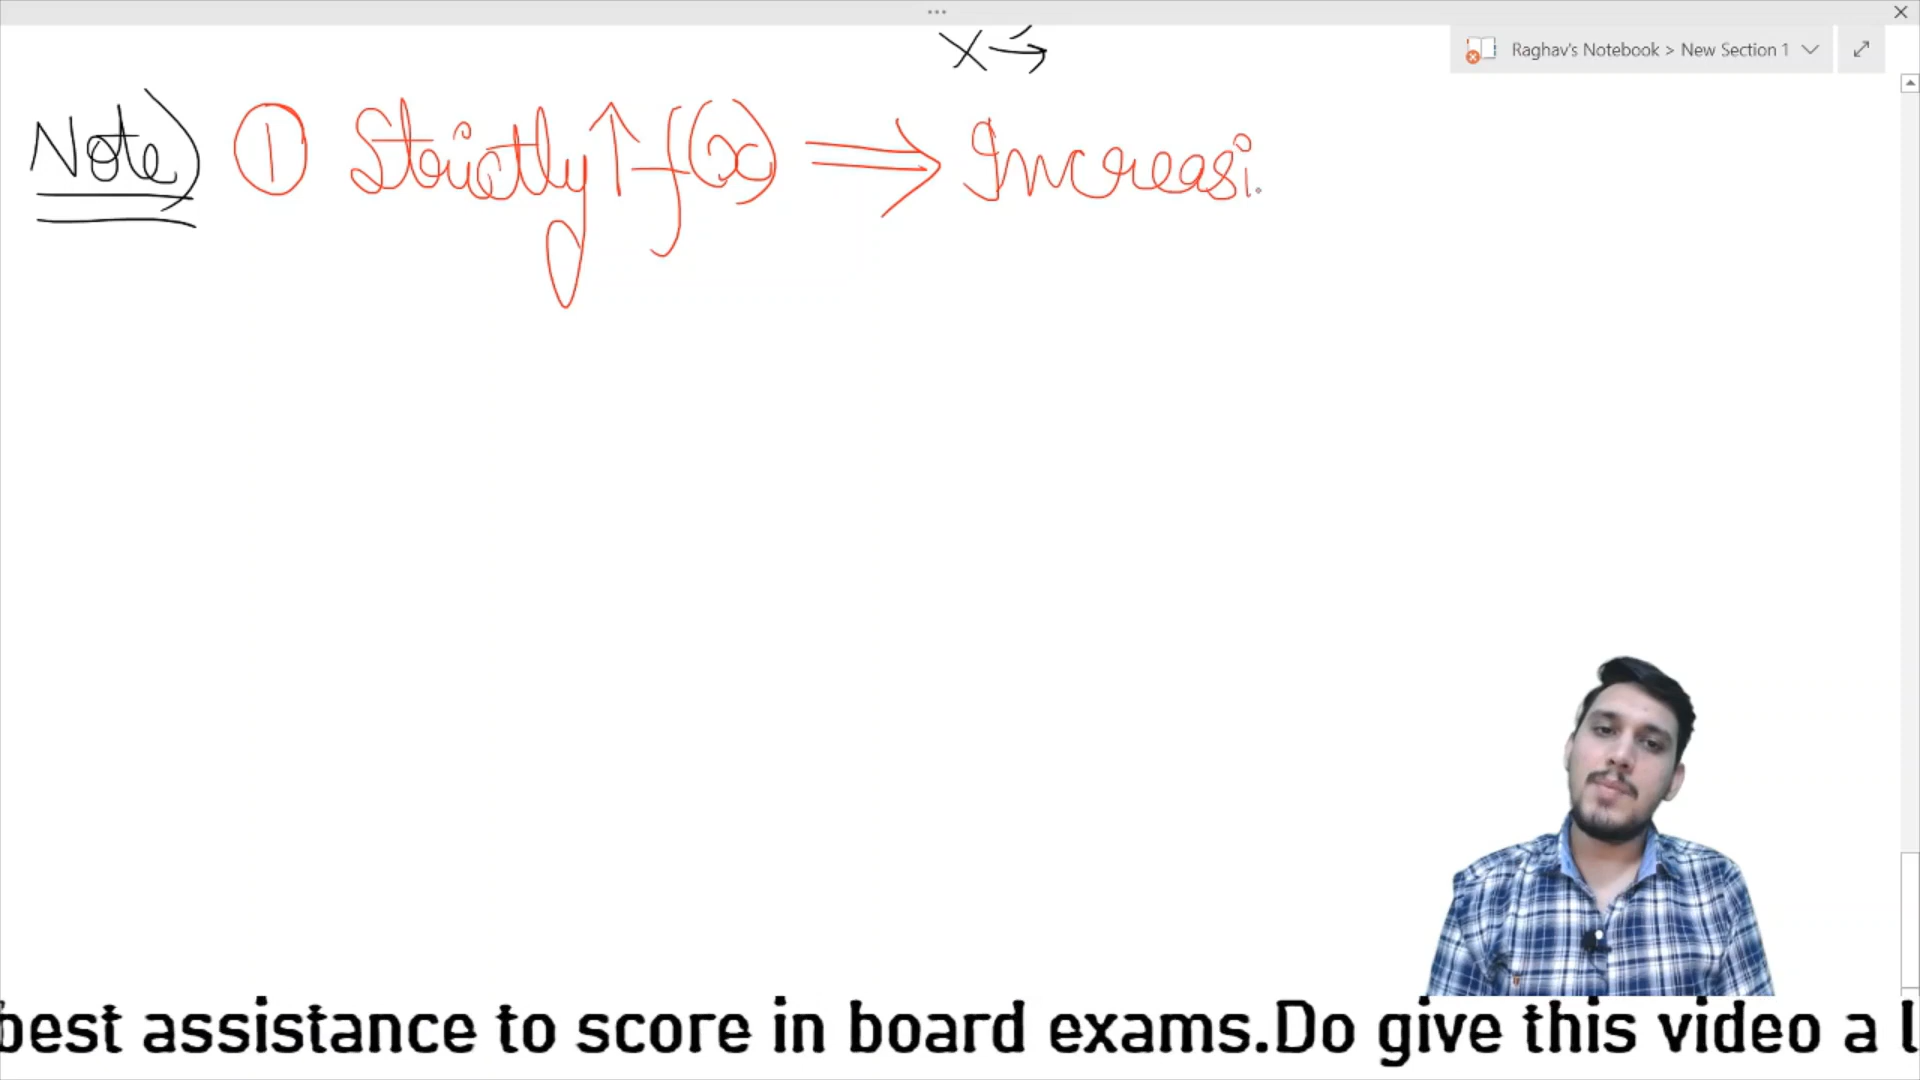 ...
X→
Raghav's Notebook > New Section 1
Note) ① Strictly ↑ f(x) ⟹ Increasi
best assistance to score in board exams.Do give this video a l